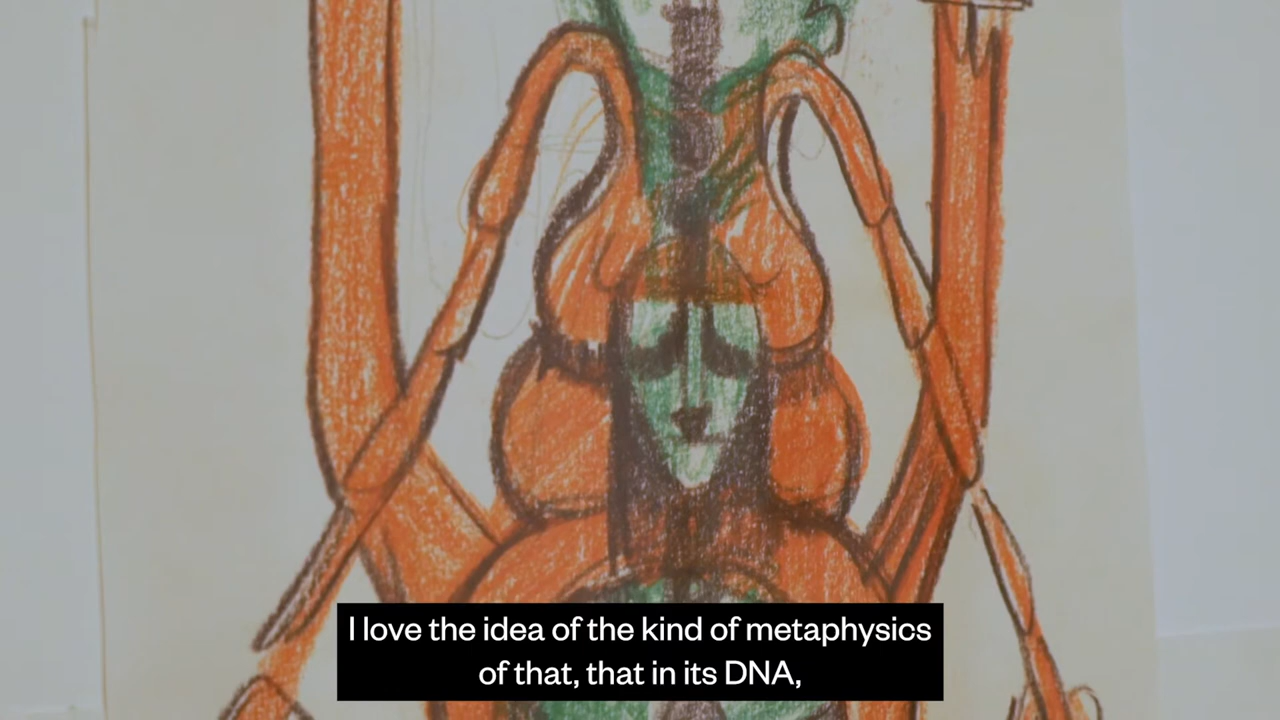 I love the idea of the kind of metaphysics
of that, that in its DNA,